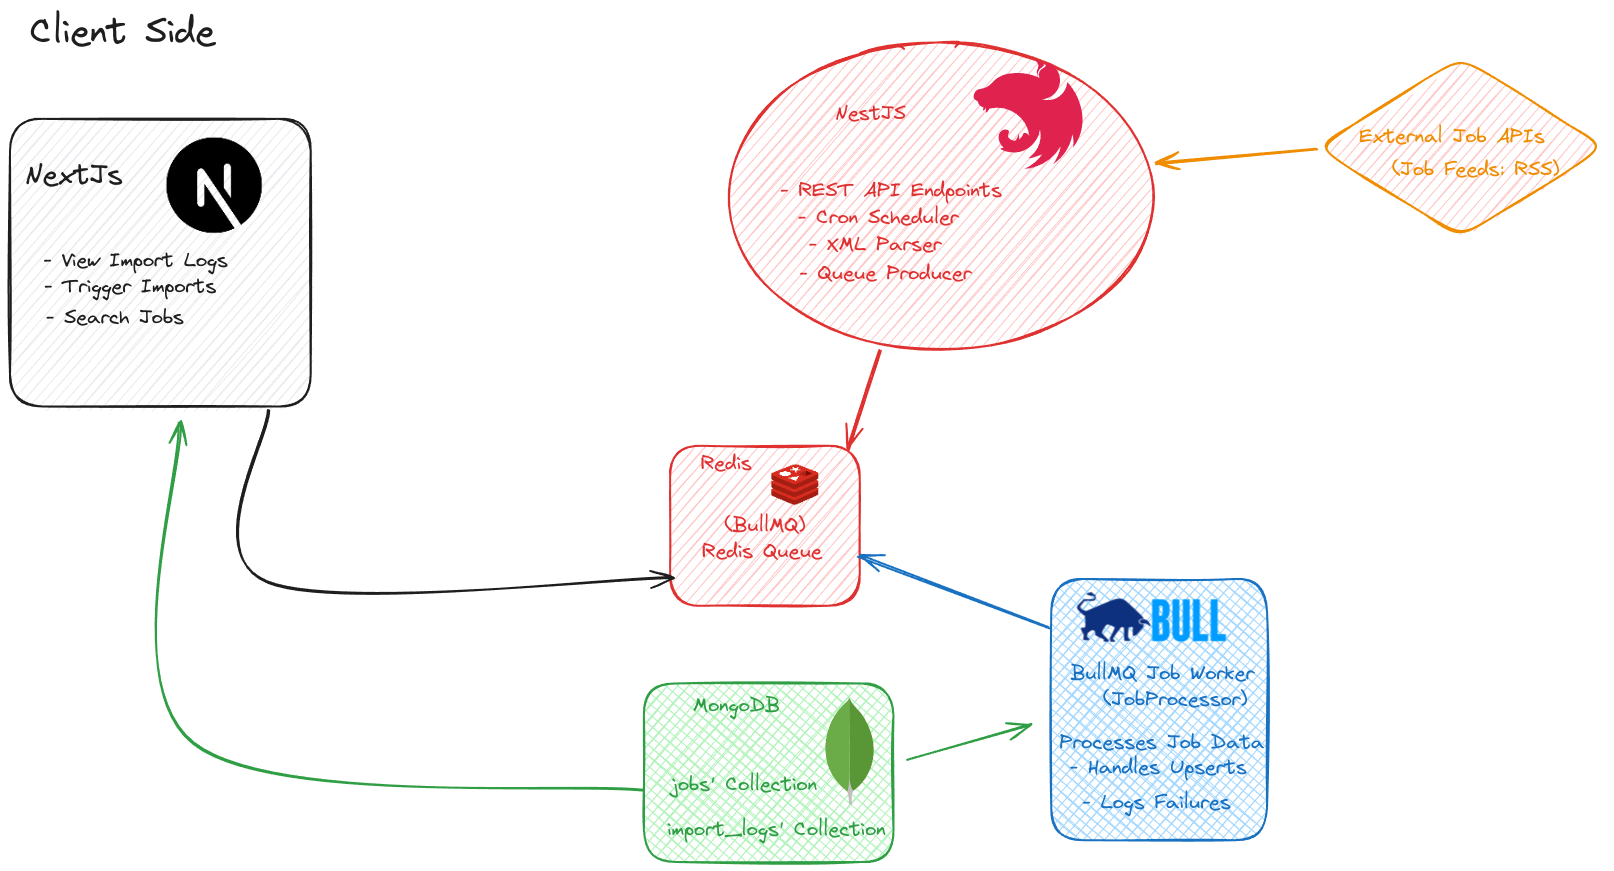 Client Side
NextJs
- View Import Logs
- Trigger Imports
- Search Jobs
NestJS
- REST API Endpoints
- Cron Scheduler
- XML Parser
- Queue Producer
External Job APIs
(Job Feeds: RSS)
Redis
(BullMQ)
Redis Queue
BULL
BullMQ Job Worker
(JobProcessor)
Processes Job Data
- Handles Upserts
- Logs Failures
MongoDB
jobs' Collection
import_logs' Collection